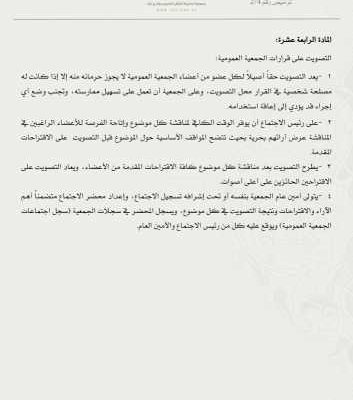 ترخيص رقم
المادة الرابعة عشرة:
التصويت على قرارات الجمعية العمومية:
١ -يعد التصويت حقاً أصيلاً لكل عضو من أعضاء الجمعية العمومية لا يجوز حرمانه منه إلا إذا كانت له
مصلحة شخصية في القرار محل التصويت، وعلى الجمعية أن تعمل على تسهيل ممارسته، وتجنب وضع أي
إجراء قد يؤدي إلى إعاقة استخدامه.
٢ -على رئيس الاجتماع أن يوفر الوقت الكافي لمناقشة كل موضوع وإتاحة الفرصة للأعضاء الراغبين في
المناقشة عرض آرائهم بحرية بحيث تتضح المواقف الأساسية حول الموضوع قبل التصويت على الاقتراحات
المقدمة.
٣ -يطرح التصويت بعد مناقشة كل موضوع كافة الاقتراحات المقدمة من الأعضاء، ويعاد التصويت على
الاقتراحين الحائزين على أعلى أصوات.
٤ -يتولى أمين عام الجمعية بنفسه أو تحت إشرافه تسجيل الاجتماع، وإعداد محضر الاجتماع متضمناً أهم
الآراء والاقتراحات ونتيجة التصويت في كل موضوع، ويسجل المحضر في سجلات الجمعية (سجل اجتماعات
الجمعية العمومية) ويوقع عليه كل من رئيس الاجتماع والأمين العام.